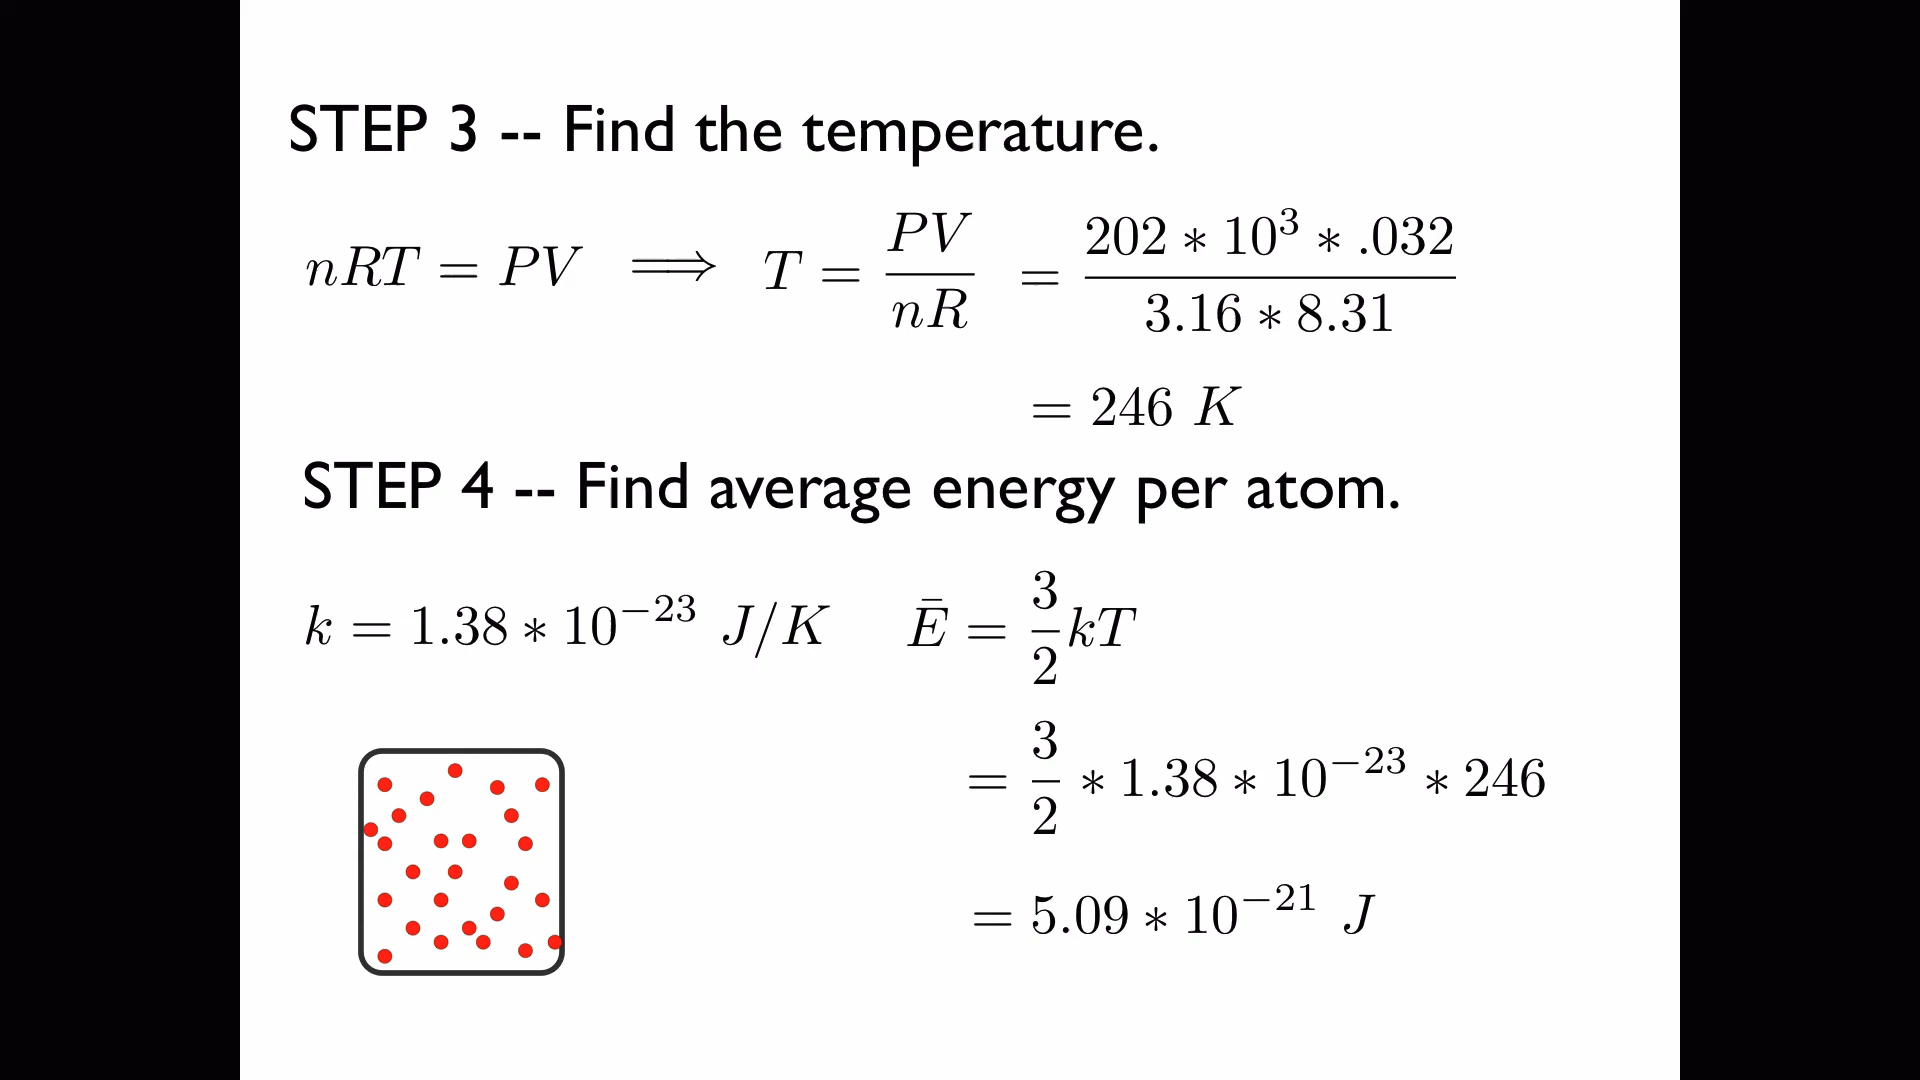 STEP 3 -- Find the temperature.
nRT = PV ⟹ T = PV/nR = 202 * 10³ * .032 / 3.16 * 8.31
= 246 K
STEP 4 -- Find average energy per atom.
k = 1.38 * 10⁻²³ J/K Ē = 3/2 kT
= 3/2 * 1.38 * 10⁻²³ * 246
= 5.09 * 10⁻²¹ J